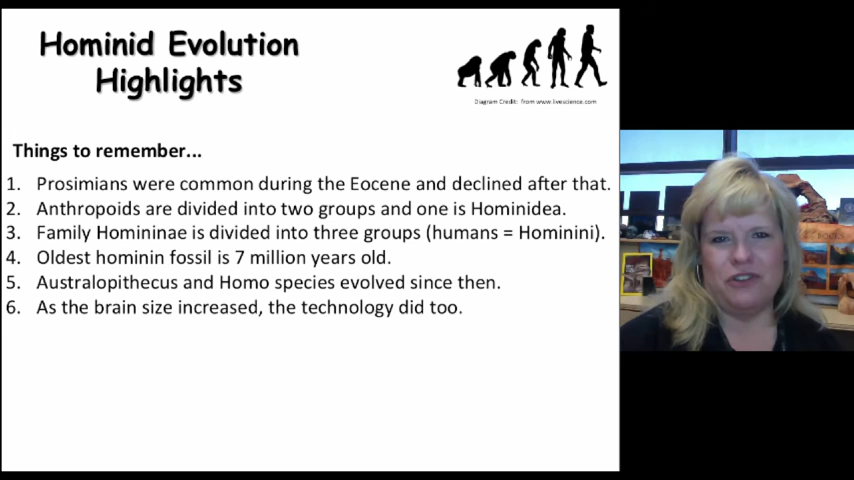 Hominid Evolution
Highlights
Diagram Credit: from www.livescience.com
Things to remember...
1. Prosimians were common during the Eocene and declined after that.
2. Anthropoids are divided into two groups and one is Hominidea.
3. Family Homininae is divided into three groups (humans = Hominini).
4. Oldest hominin fossil is 7 million years old.
5. Australopithecus and Homo species evolved since then.
6. As the brain size increased, the technology did too.